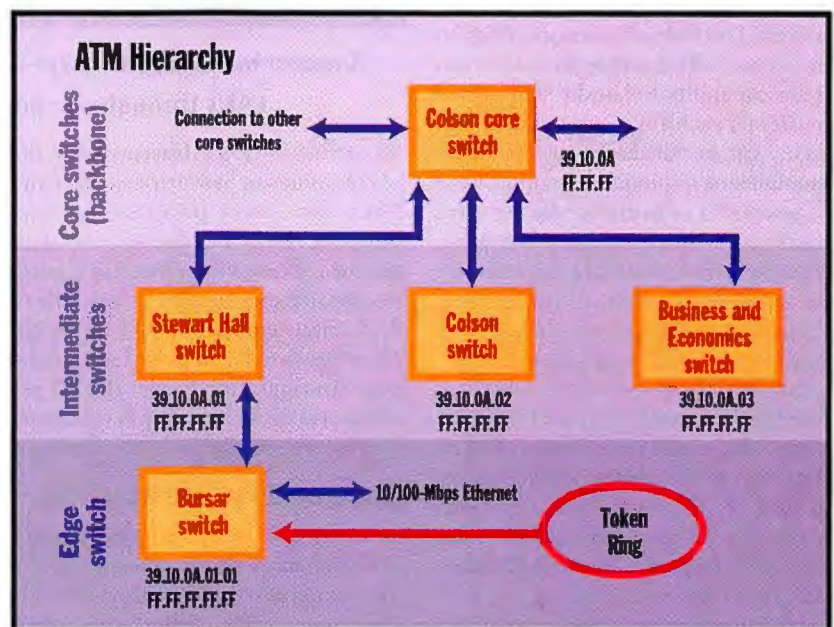 ATM Hierarchy
Core switches
(backbone)
Connection to other
core switches
Colson core
switch
39.10.0A
FF.FF.FF
Intermediate
switches
Stewart Hall
switch
39.10.0A.01
FF.FF.FF.FF
Colson
switch
39.10.0A.02
FF.FF.FF.FF
Business and
Economics
switch
39.10.0A.03
FF.FF.FF.FF
Edge
switch
Bursar
switch
39.10.0A.01.01
FF.FF.FF.FF.FF
10/100-Mbps Ethernet
Token
Ring